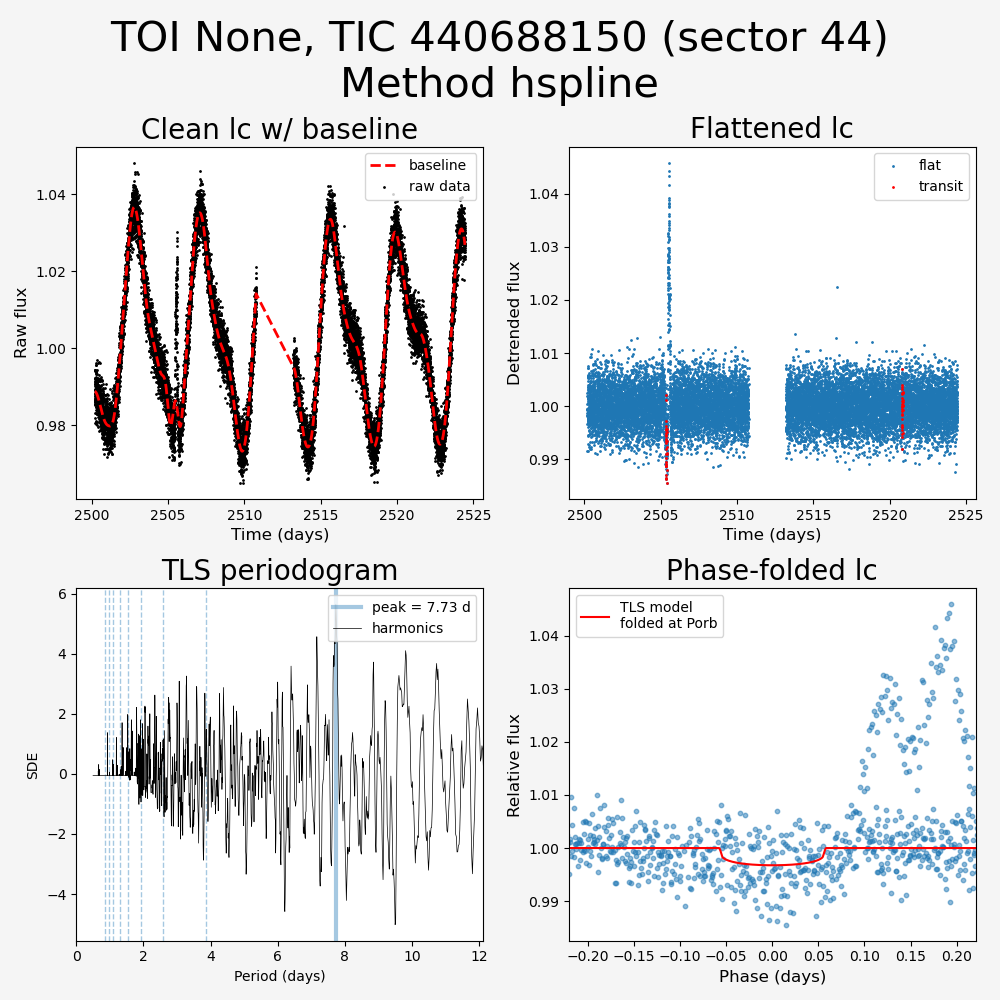 TOI None, TIC 440688150 (sector 44)
Method hspline
Clean lc w/ baseline
Raw flux
1.04
1.02
1.00
0.98
baseline
raw data
2500
2505
2510
2515
2520
2525
Time (days)
Flattened lc
Detrended flux
1.04
1.03
1.02
1.01
1.00
0.99
flat
transit
2500
2505
2510
2515
2520
2525
Time (days)
TLS periodogram
SDE
6
4
2
0
−2
−4
peak = 7.73 d
harmonics
0
2
4
6
8
10
12
Period (days)
Phase-folded lc
Relative flux
1.04
1.03
1.02
1.01
1.00
0.99
TLS model
folded at Porb
−0.20
−0.15
−0.10
−0.05
0.00
0.05
0.10
0.15
0.20
Phase (days)